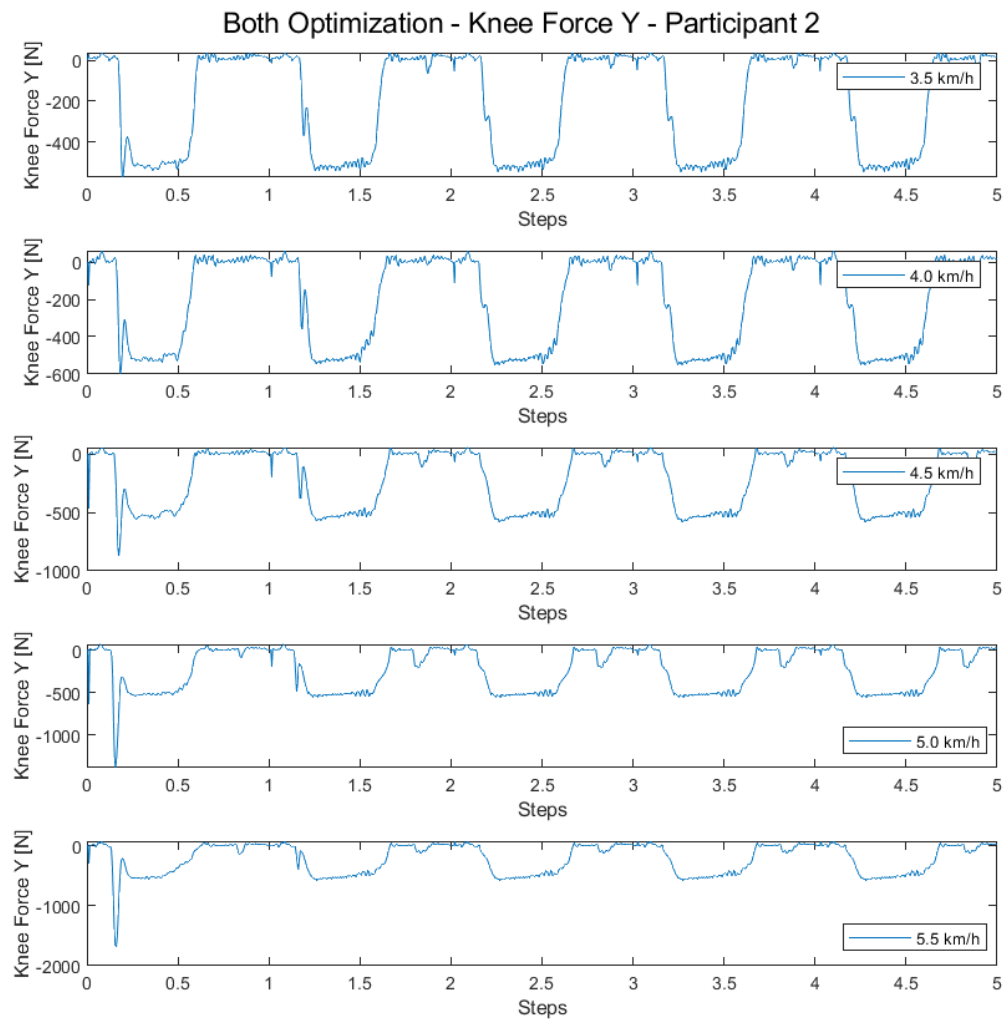 Both Optimization - Knee Force Y - Participant 2
Knee Force Y [N]
0
-200
-400
3.5 km/h
0 0.5 1 1.5 2 2.5 3 3.5 4 4.5 5
Steps
Knee Force Y [N]
0
-200
-400
-600
4.0 km/h
0 0.5 1 1.5 2 2.5 3 3.5 4 4.5 5
Steps
Knee Force Y [N]
0
-500
-1000
4.5 km/h
0 0.5 1 1.5 2 2.5 3 3.5 4 4.5 5
Steps
Knee Force Y [N]
0
-500
-1000
5.0 km/h
0 0.5 1 1.5 2 2.5 3 3.5 4 4.5 5
Steps
Knee Force Y [N]
0
-1000
-2000
5.5 km/h
0 0.5 1 1.5 2 2.5 3 3.5 4 4.5 5
Steps